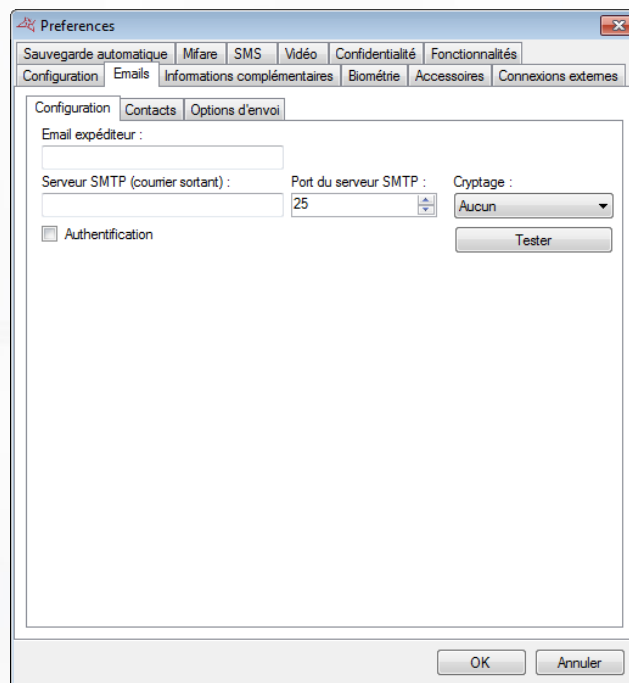 Preferences
Sauvegarde automatique Mifare SMS Vidéo Confidentialité Fonctionnalités
Configuration Emails Informations complémentaires Biométrie Accessoires Connexions externes
Configuration Contacts Options d'envoi
Email expéditeur :
Serveur SMTP (courrier sortant) : Port du serveur SMTP : Cryptage :
25 Aucun
Authentification Tester
OK Annuler